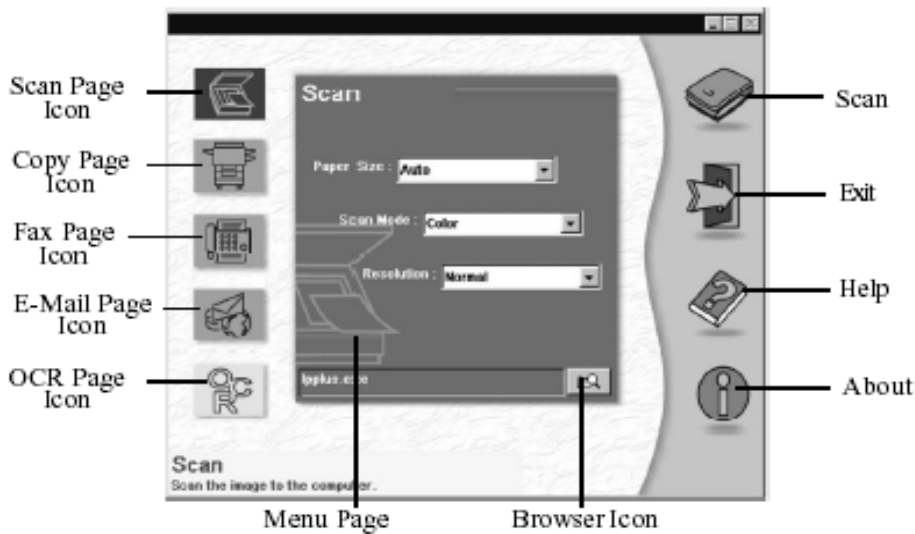 Scan Page
Icon
Copy Page
Icon
Fax Page
Icon
E-Mail Page
Icon
OCR Page
Icon
Scan
Paper Size : Auto
Scan Mode : Color
Resolution : Normal
OCR
Scan
Scan the image to the computer.
Menu Page
Browser Icon
Scan
Exit
Help
About